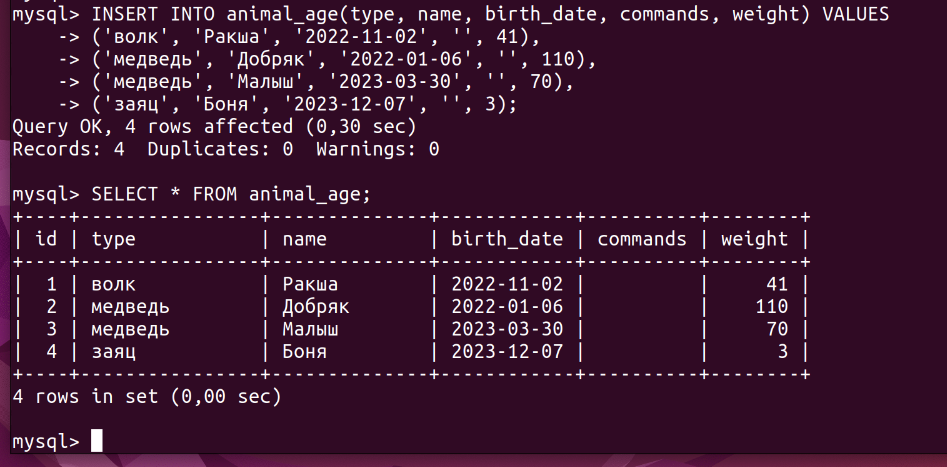 mysql> INSERT INTO animal_age(type, name, birth_date, commands, weight) VALUES
    -> ('волк', 'Ракша', '2022-11-02', '', 41),
    -> ('медведь', 'Добряк', '2022-01-06', '', 110),
    -> ('медведь', 'Малыш', '2023-03-30', '', 70),
    -> ('заяц', 'Боня', '2023-12-07', '', 3);
Query OK, 4 rows affected (0,30 sec)
Records: 4  Duplicates: 0  Warnings: 0

mysql> SELECT * FROM animal_age;
+----+----------------+--------------+------------+----------+--------+
| id | type           | name         | birth_date | commands | weight |
+----+----------------+--------------+------------+----------+--------+
|  1 | волк           | Ракша        | 2022-11-02 |          |     41 |
|  2 | медведь        | Добряк       | 2022-01-06 |          |    110 |
|  3 | медведь        | Малыш        | 2023-03-30 |          |     70 |
|  4 | заяц           | Боня         | 2023-12-07 |          |      3 |
+----+----------------+--------------+------------+----------+--------+
4 rows in set (0,00 sec)

mysql>